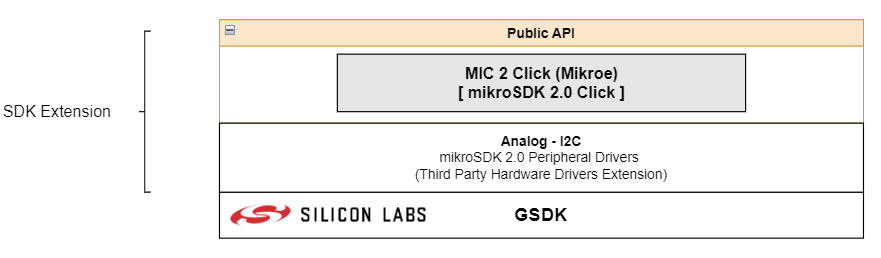 Public API
MIC 2 Click (Mikroe)
[ mikroSDK 2.0 Click ]
SDK Extension
Analog - I2C
mikroSDK 2.0 Peripheral Drivers
(Third Party Hardware Drivers Extension)
SILICON LABS GSDK